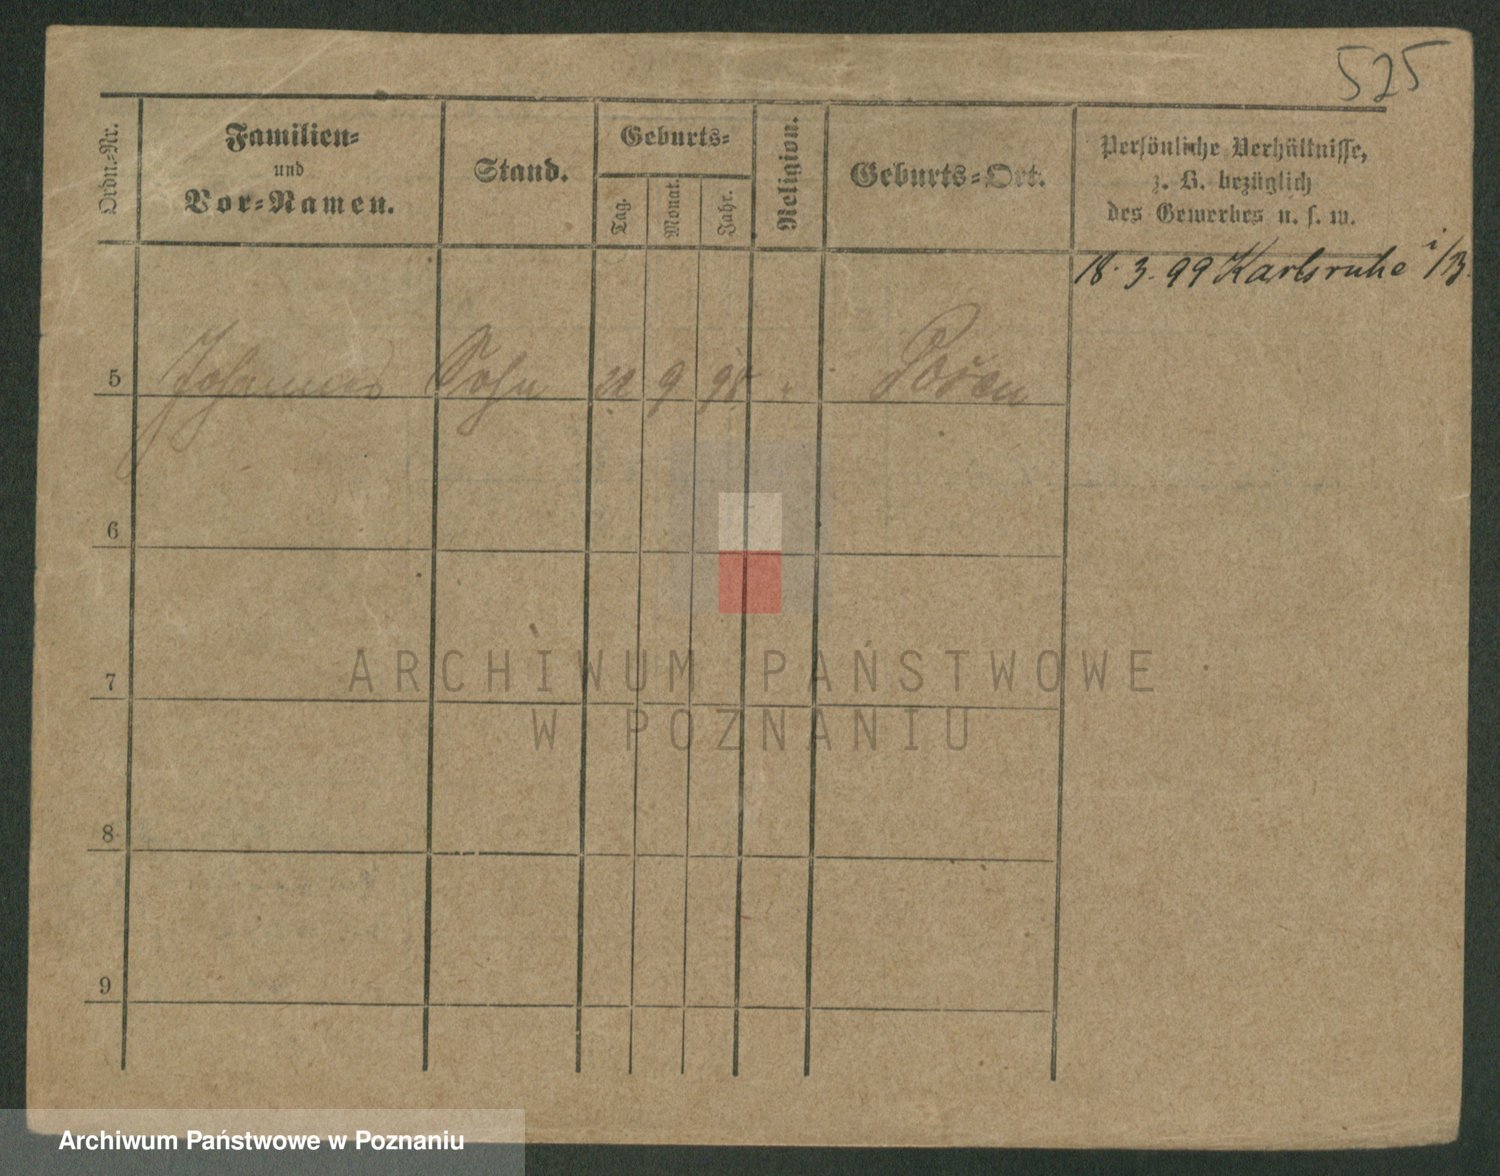 525
Ordn.-Nr.
Familien-
und
Vor-Namen.
Stand.
Geburts-
Tag.
Monat.
Jahr.
Religion.
Geburts-Ort.
Persönliche Verhältnisse,
z. B. bezüglich
des Gewerbes u. s. w.
18. 3. 99 Karlsruhe i/B.
5 Johannes Sohn 22 9 98 " Posen
6
7
8
9
ARCHIWUM PAŃSTWOWE
W POZNANIU
Archiwum Państwowe w Poznaniu